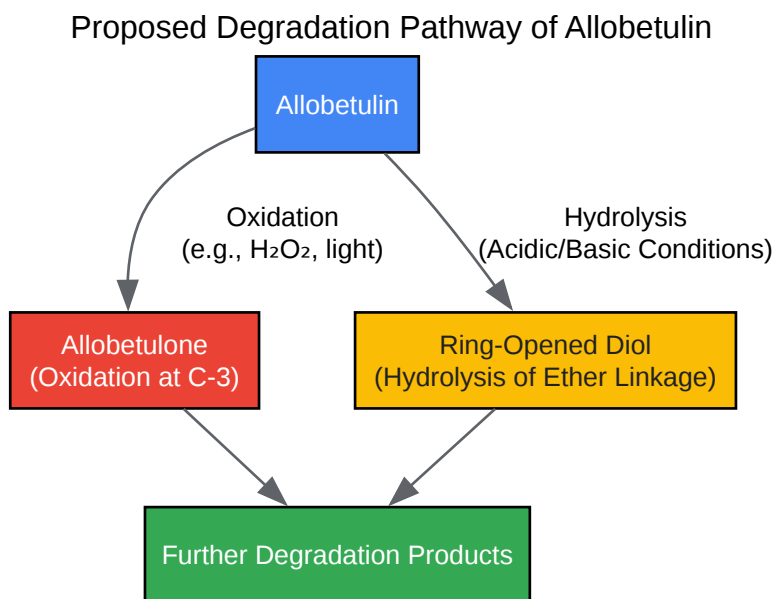 Proposed Degradation Pathway of Allobetulin
Allobetulin
Oxidation
(e.g., H₂O₂, light)
Hydrolysis
(Acidic/Basic Conditions)
Allobetulone
(Oxidation at C-3)
Ring-Opened Diol
(Hydrolysis of Ether Linkage)
Further Degradation Products